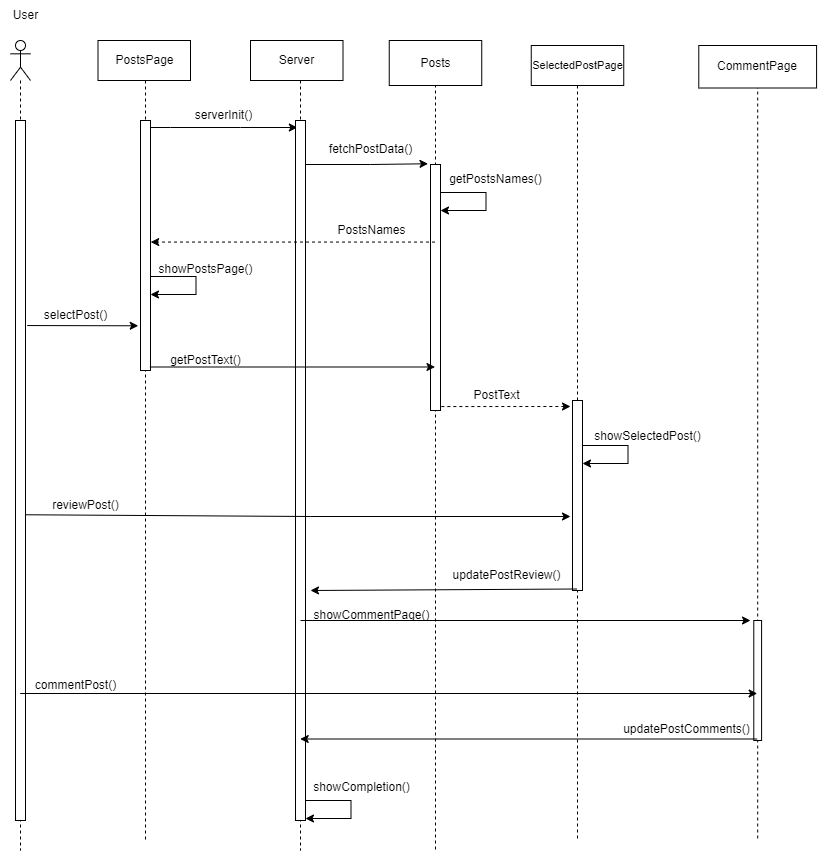 User
PostsPage
Server
Posts
SelectedPostPage
CommentPage
serverInit()
fetchPostData()
getPostsNames()
PostsNames
showPostsPage()
selectPost()
getPostText()
PostText
showSelectedPost()
reviewPost()
updatePostReview()
showCommentPage()
commentPost()
updatePostComments()
showCompletion()